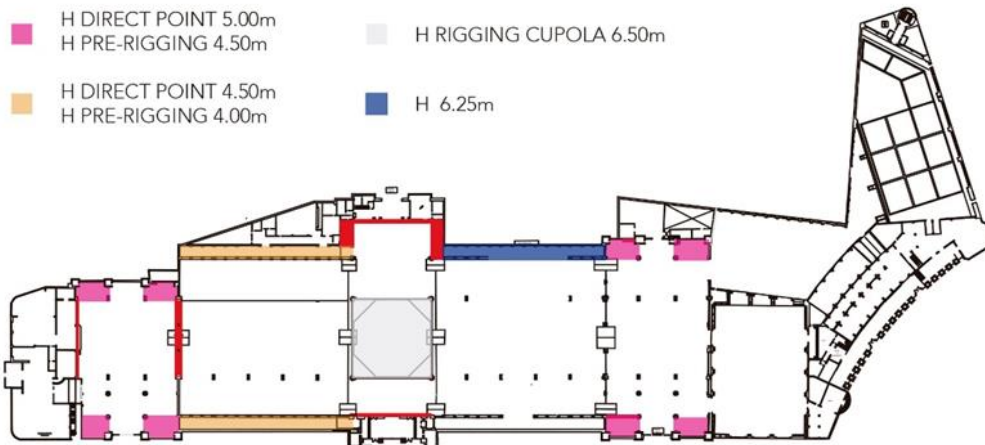 H DIRECT POINT 5.00m
H PRE-RIGGING 4.50m
H DIRECT POINT 4.50m
H PRE-RIGGING 4.00m
H RIGGING CUPOLA 6.50m
H 6.25m